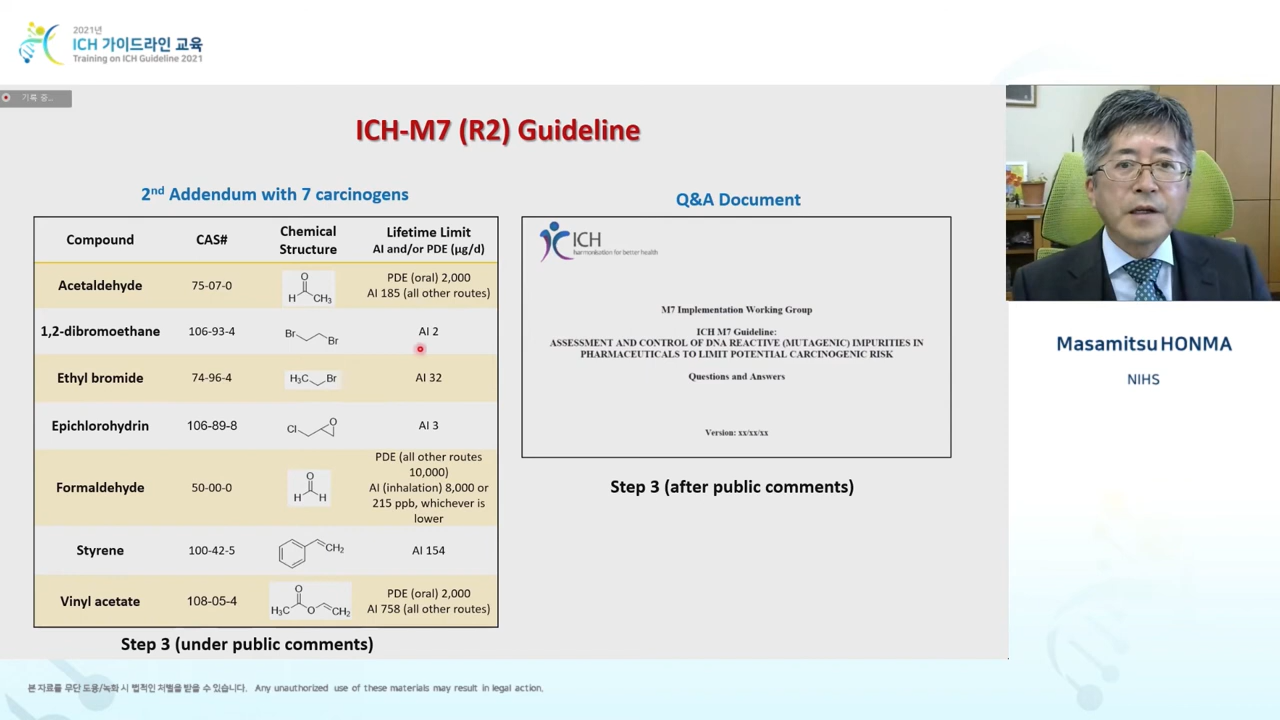 2021년
ICH 가이드라인 교육
Training on ICH Guideline 2021
기록 중...
ICH-M7 (R2) Guideline
2nd Addendum with 7 carcinogens
Compound CAS# Chemical Structure Lifetime Limit
AI and/or PDE (µg/d)
Acetaldehyde 75-07-0 O H CH3 PDE (oral) 2,000
AI 185 (all other routes)
1,2-dibromoethane 106-93-4 Br Br AI 2
Ethyl bromide 74-96-4 H3C Br AI 32
Epichlorohydrin 106-89-8 Cl O AI 3
Formaldehyde 50-00-0 O H H PDE (all other routes
10,000)
AI (inhalation) 8,000 or
215 ppb, whichever is
lower
Styrene 100-42-5 CH2 AI 154
Vinyl acetate 108-05-4 O H3C O CH2 PDE (oral) 2,000
AI 758 (all other routes)
Step 3 (under public comments)
Q&A Document
ICH
harmonisation for better health
M7 Implementation Working Group
ICH M7 Guideline:
ASSESSMENT AND CONTROL OF DNA REACTIVE (MUTAGENIC) IMPURITIES IN
PHARMACEUTICALS TO LIMIT POTENTIAL CARCINOGENIC RISK
Questions and Answers
Version: xx/xx/xx
Step 3 (after public comments)
Masamitsu HONMA
NIHS
본 자료를 무단 도용/녹화 시 법적인 처벌을 받을 수 있습니다. Any unauthorized use of these materials may result in legal action.